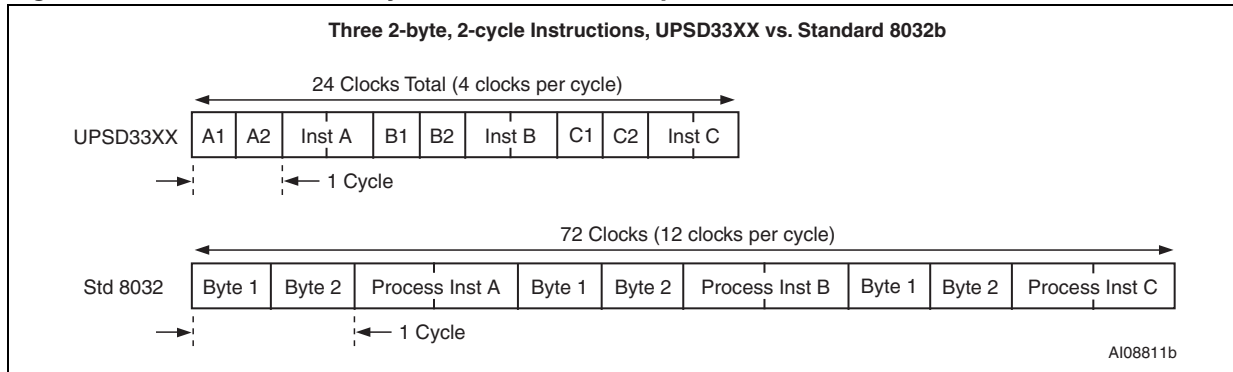 Three 2-byte, 2-cycle Instructions, UPSD33XX vs. Standard 8032b
24 Clocks Total (4 clocks per cycle)
UPSD33XX A1 A2 Inst A B1 B2 Inst B C1 C2 Inst C
1 Cycle
72 Clocks (12 clocks per cycle)
Std 8032 Byte 1 Byte 2 Process Inst A Byte 1 Byte 2 Process Inst B Byte 1 Byte 2 Process Inst C
1 Cycle
AI08811b